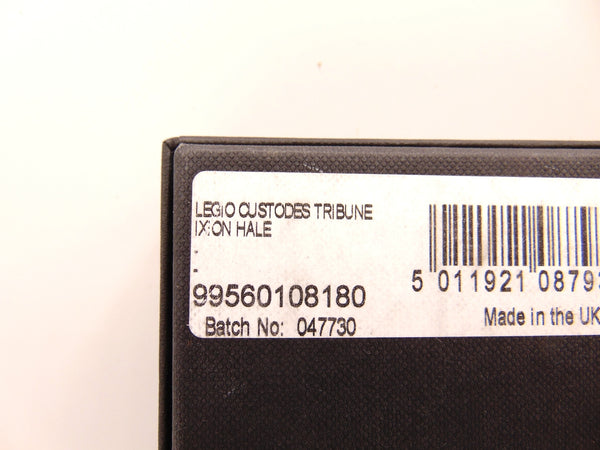 LEGIO CUSTODES TRIBUNE
IXION HALE
-
-
99560108180
Batch No: 047730
5 011921 0879
Made in the UK